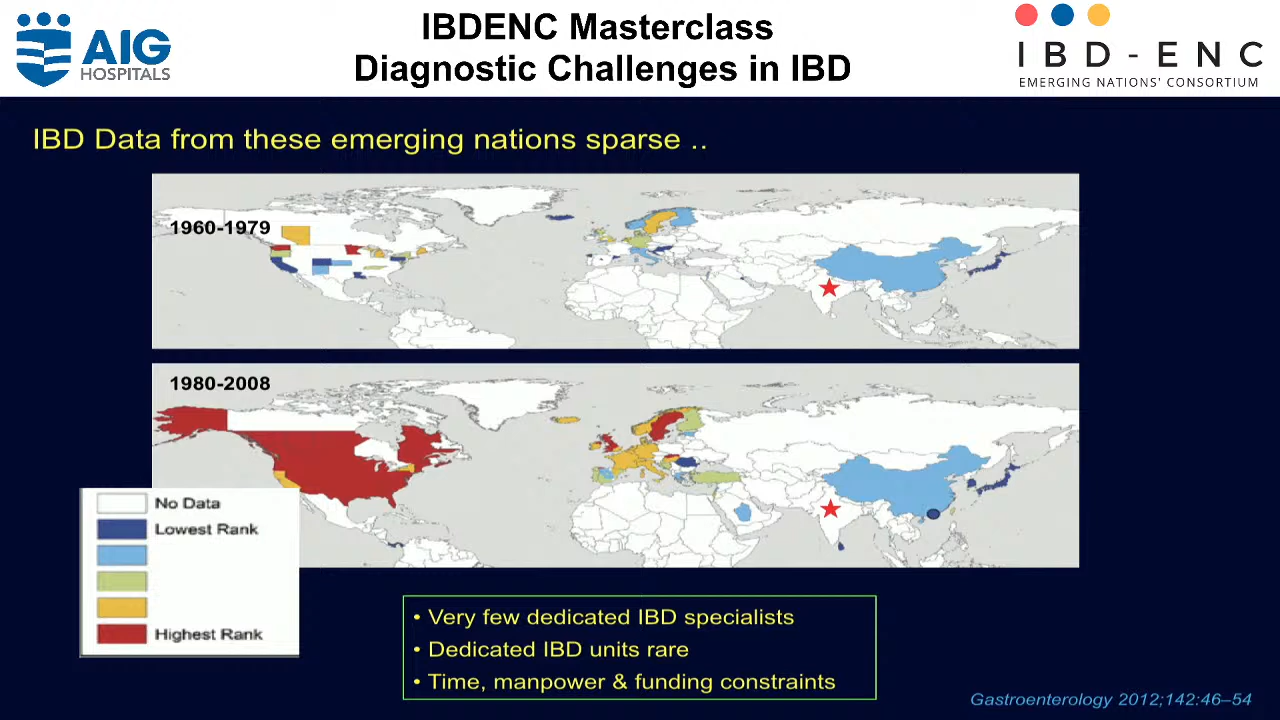 AIG
HOSPITALS
IBDENC Masterclass
Diagnostic Challenges in IBD
IBD-ENC
EMERGING NATIONS' CONSORTIUM
IBD Data from these emerging nations sparse ..
1960-1979
1980-2008
No Data
Lowest Rank
Highest Rank
• Very few dedicated IBD specialists
• Dedicated IBD units rare
• Time, manpower & funding constraints
Gastroenterology 2012;142:46–54